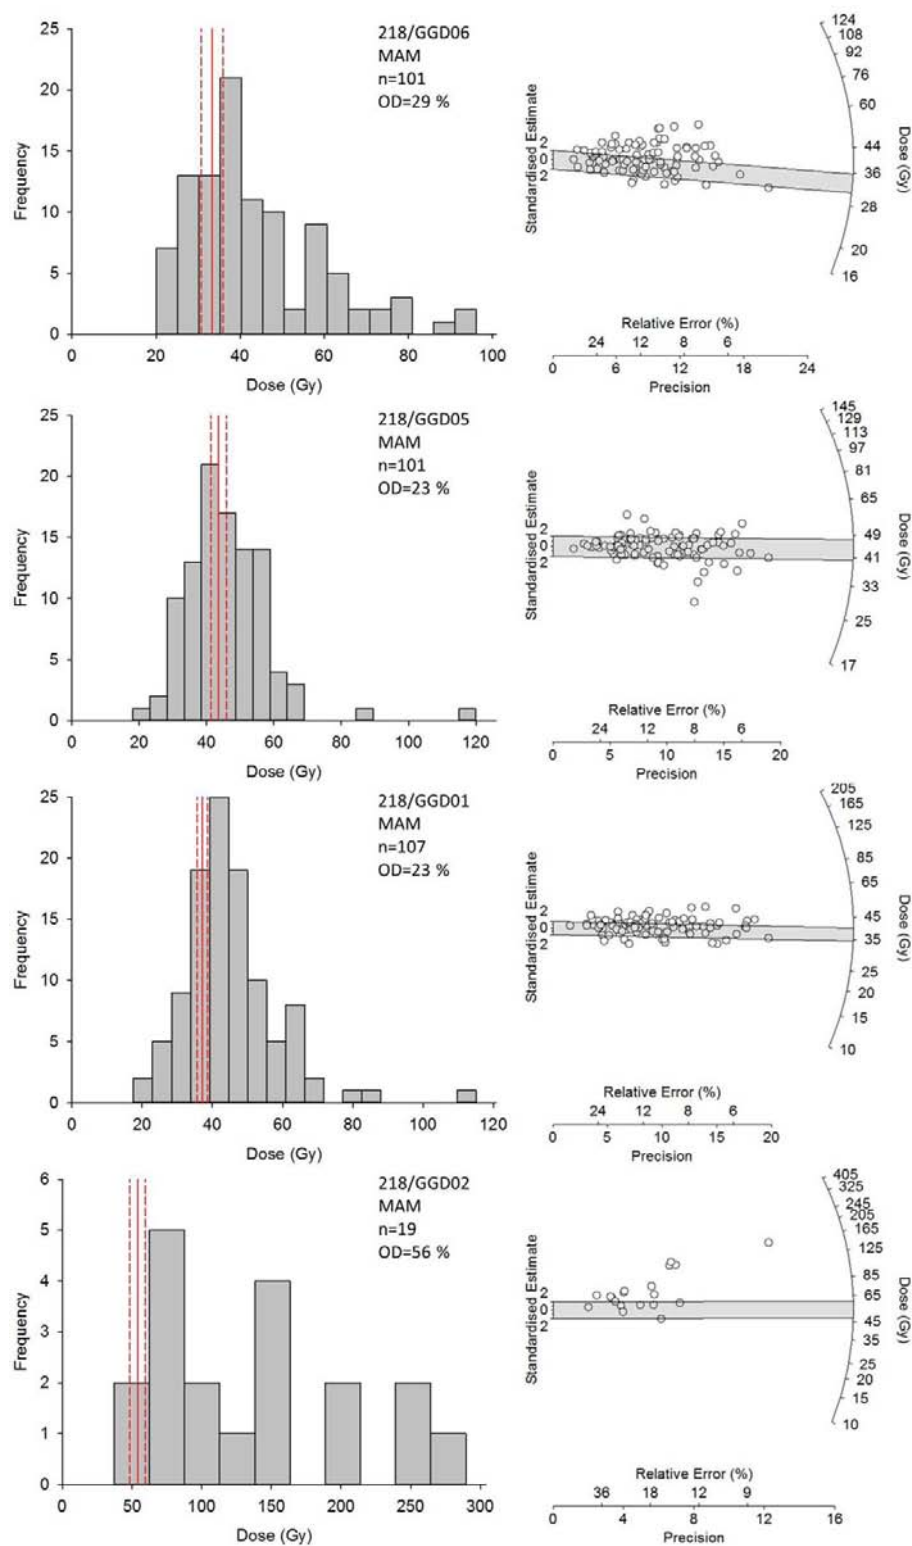 25
20
15
10
5
0
Frequency
0 20 40 60 80 100
Dose (Gy)
218/GGD06
MAM
n=101
OD=29 %
Standardised Estimate
2
0
2
124
108
92
76
60
44
36
28
20
16
Dose (Gy)
Relative Error (%)
24 12 8 6
0 6 12 18 24
Precision
25
20
15
10
5
0
Frequency
0 20 40 60 80 100 120
Dose (Gy)
218/GGD05
MAM
n=101
OD=23 %
Standardised Estimate
2
0
2
145
129
113
97
81
65
49
41
33
25
17
Dose (Gy)
Relative Error (%)
24 12 8 6
0 5 10 15 20
Precision
25
20
15
10
5
0
Frequency
0 20 40 60 80 100 120
Dose (Gy)
218/GGD01
MAM
n=107
OD=23 %
Standardised Estimate
2
0
2
205
165
125
85
65
45
35
25
20
15
10
Dose (Gy)
Relative Error (%)
24 12 8 6
0 5 10 15 20
Precision
6
5
4
3
2
1
0
Frequency
0 50 100 150 200 250 300
Dose (Gy)
218/GGD02
MAM
n=19
OD=56 %
Standardised Estimate
2
0
2
405
325
245
205
165
125
85
65
45
35
25
20
15
10
Dose (Gy)
Relative Error (%)
36 18 12 9
0 4 8 12 16
Precision